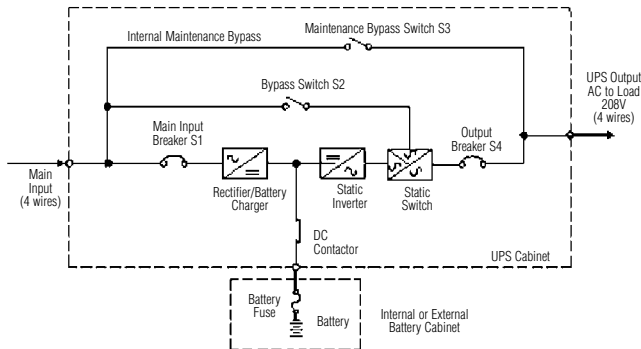 Internal Maintenance Bypass
Maintenance Bypass Switch S3
Bypass Switch S2
UPS Output
AC to Load
208V
(4 wires)
Main Input
Breaker S1
Output
Breaker S4
Main
Input
(4 wires)
Rectifier/Battery
Charger
Static
Inverter
Static
Switch
DC
Contactor
UPS Cabinet
Battery
Fuse
Battery
Internal or External
Battery Cabinet